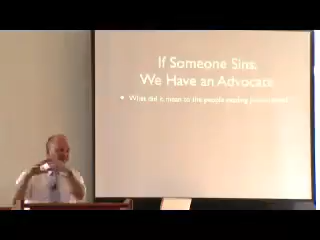 If Someone Sins,
We Have an Advocate
• What did it mean to the people reading